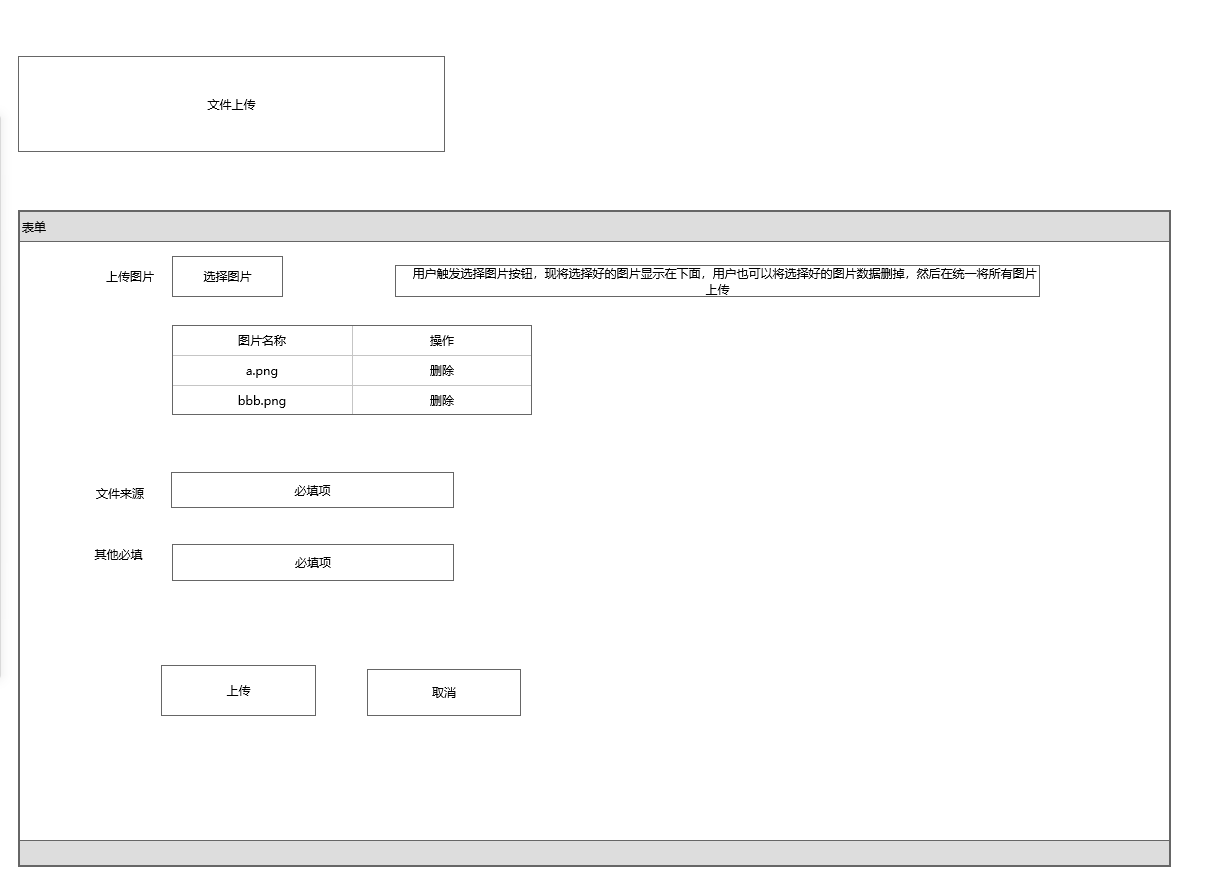 文件上传
表单
上传图片
选择图片
用户触发选择图片按钮，现将选择好的图片显示在下面，用户也可以将选择好的图片数据删掉，然后在统一将所有图片
上传
图片名称 操作
a.png 删除
bbb.png 删除
文件来源 必填项
其他必填 必填项
上传 取消